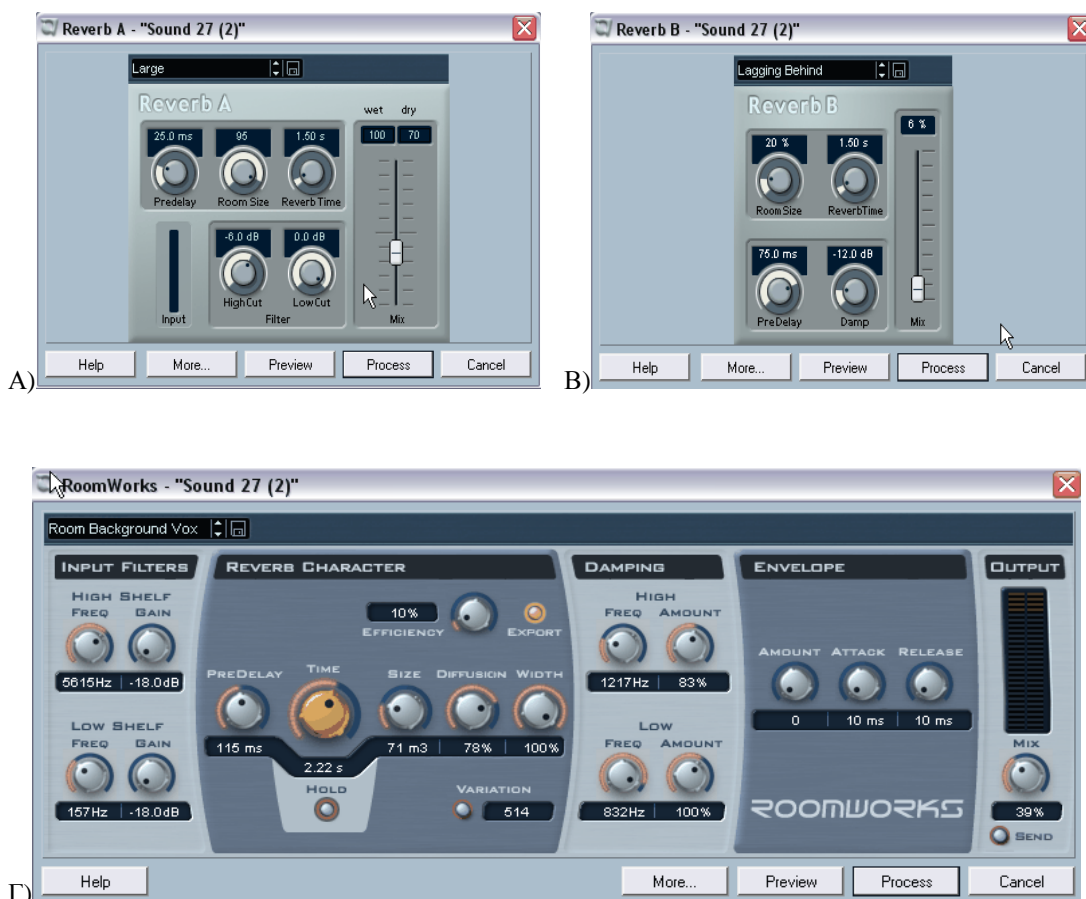 Reverb A - "Sound 27 (2)"
Large
Reverb A
wet dry
25.0 ms 95 1.50 s 100 70
Predelay Room Size Reverb Time
-6.0 dB 0.0 dB
High Cut Low Cut
Input Filter Mix
Help More... Preview Process Cancel
A)
Reverb B - "Sound 27 (2)"
Lagging Behind
Reverb B
6 %
20 % 1.50 s
Room Size Reverb Time
75.0 ms -12.0 dB
Pre Delay Damp Mix
Help More... Preview Process Cancel
B)
RoomWorks - "Sound 27 (2)"
Room Background Vox
INPUT FILTERS REVERB CHARACTER DAMPING ENVELOPE OUTPUT
HIGH SHELF
FREQ GAIN
5615Hz -18.0dB
LOW SHELF
FREQ GAIN
157Hz -18.0dB
10%
EFFICIENCY EXPORT
PREDELAY TIME SIZE DIFFUSION WIDTH
115 ms 71 m3 78% 100%
2.22 s
HOLD
VARIATION
514
HIGH
FREQ AMOUNT
1217Hz 83%
LOW
FREQ AMOUNT
832Hz 100%
AMOUNT ATTACK RELEASE
0 10 ms 10 ms
ROOMWORKS
MIX
39%
SEND
Γ)
Help More... Preview Process Cancel